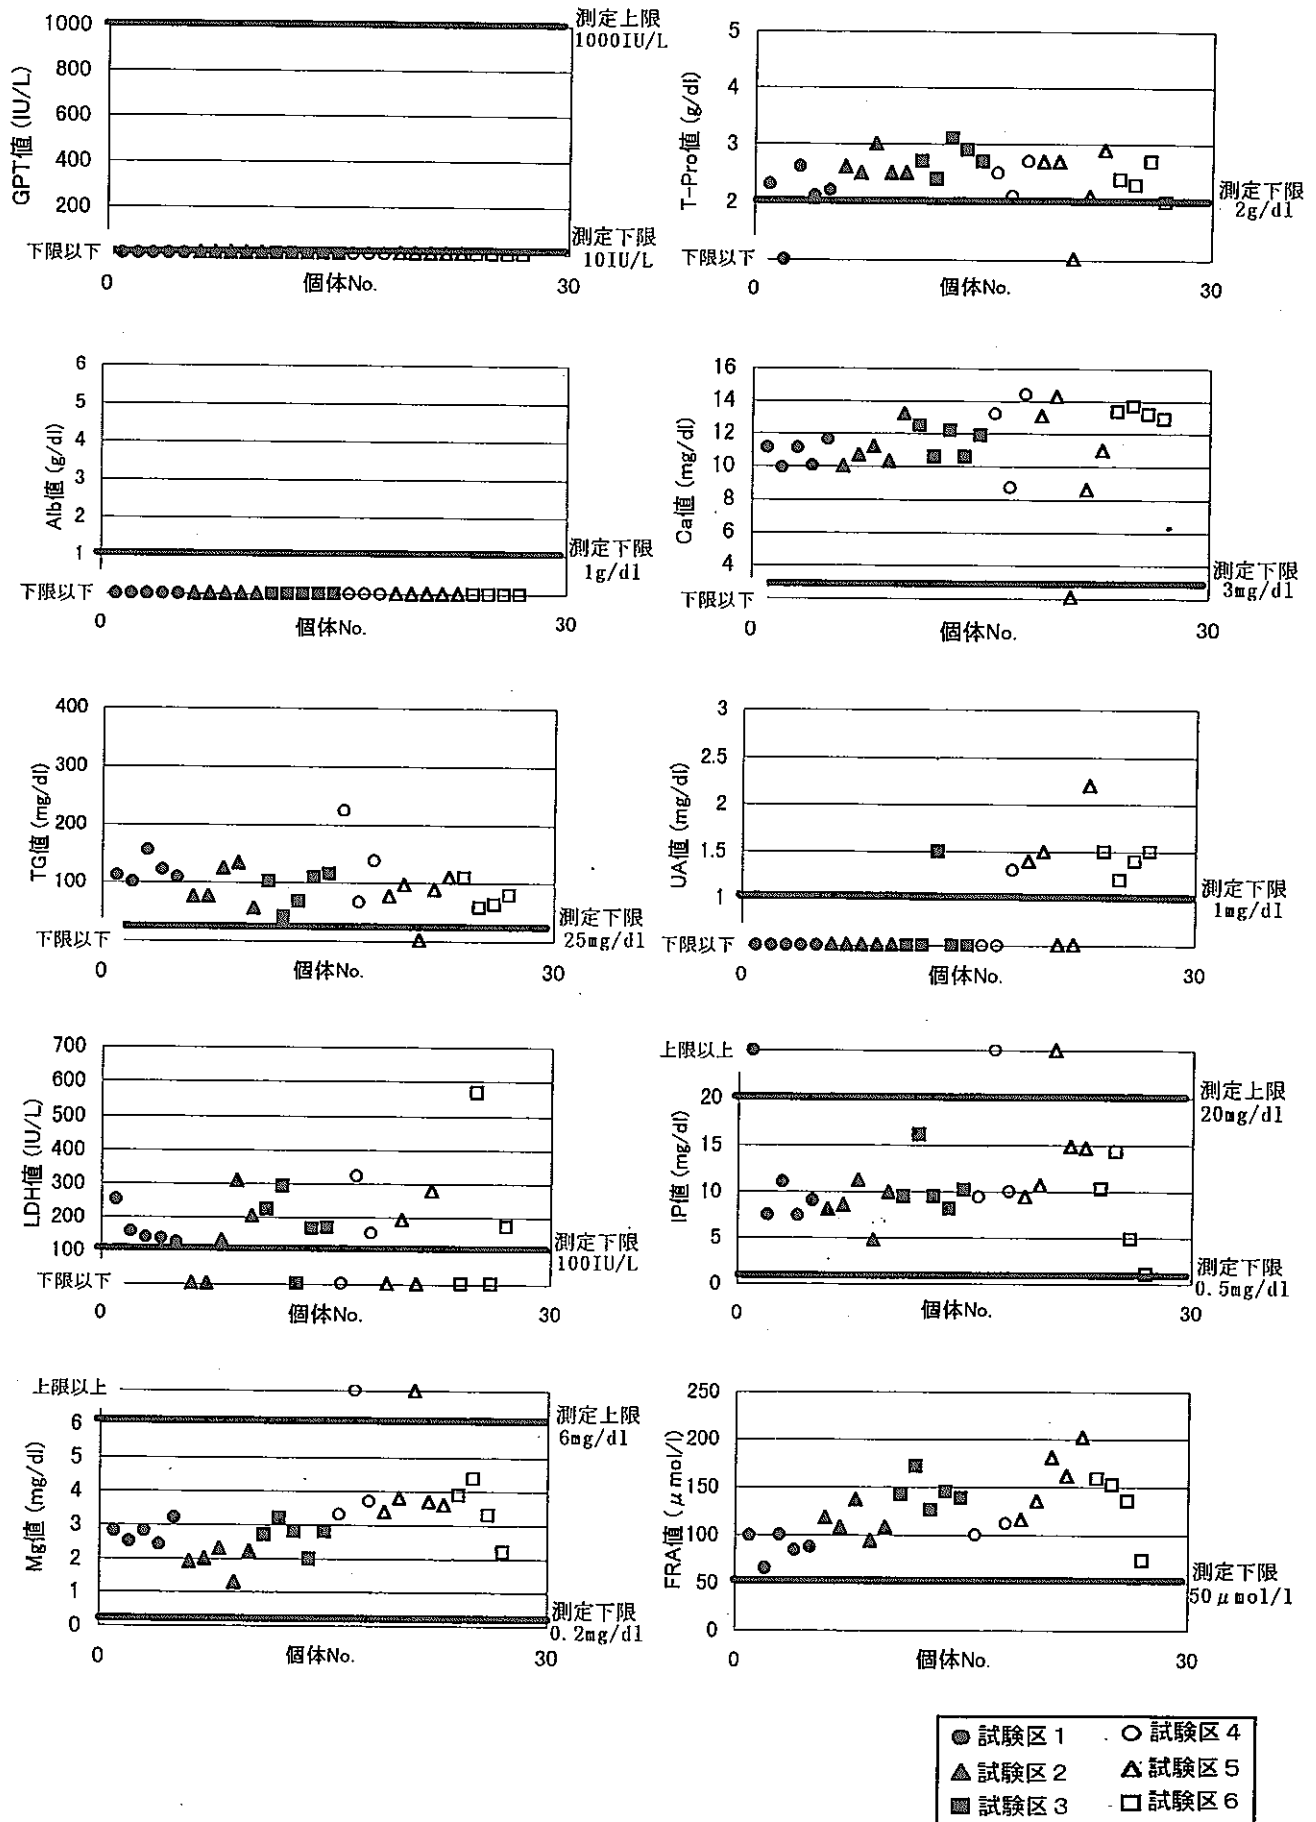 GPT値 (IU/L)
1000
800
600
400
200
下限以下
測定上限
1000IU/L
測定下限
10IU/L
0
個体No.
30
T-Pro値 (g/dl)
5
4
3
2
下限以下
測定下限
2g/dl
0
個体No.
30
Alb値 (g/dl)
6
5
4
3
2
1
下限以下
測定下限
1g/dl
0
個体No.
30
Ca値 (mg/dl)
16
14
12
10
8
6
4
下限以下
測定下限
3mg/dl
0
個体No.
30
TG値 (mg/dl)
400
300
200
100
下限以下
測定下限
25mg/dl
0
個体No.
30
UA値 (mg/dl)
3
2.5
2
1.5
1
下限以下
測定下限
1mg/dl
0
個体No.
30
LDH値 (IU/L)
700
600
500
400
300
200
100
下限以下
測定下限
100IU/L
0
個体No.
30
IP値 (mg/dl)
上限以上
20
15
10
5
0
測定上限
20mg/dl
測定下限
0.5mg/dl
0
個体No.
30
Mg値 (mg/dl)
上限以上
6
5
4
3
2
1
0
測定上限
6mg/dl
測定下限
0.2mg/dl
0
個体No.
30
FRA値 (μmol/l)
250
200
150
100
50
0
測定下限
50μmol/l
0
個体No.
30
試験区1 試験区4
試験区2 試験区5
試験区3 試験区6